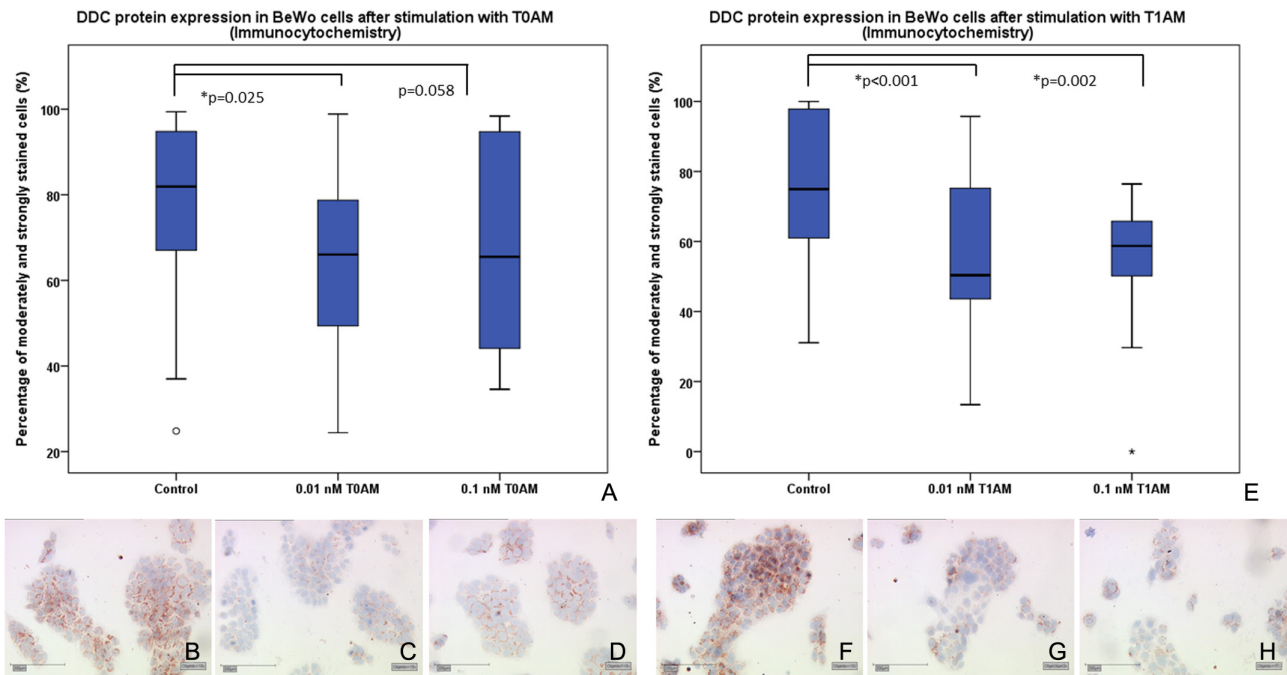 DDC protein expression in BeWo cells after stimulation with T0AM
(Immunocytochemistry)
Percentage of moderately and strongly stained cells (%)
100
80
60
40
20
*p=0.025
p=0.058
Control
0.01 nM T0AM
0.1 nM T0AM
A
DDC protein expression in BeWo cells after stimulation with T1AM
(Immunocytochemistry)
Percentage of moderately and strongly stained cells (%)
100
80
60
40
20
0
*p<0.001
*p=0.002
*
Control
0.01 nM T1AM
0.1 nM T1AM
E
B
C
D
F
G
H